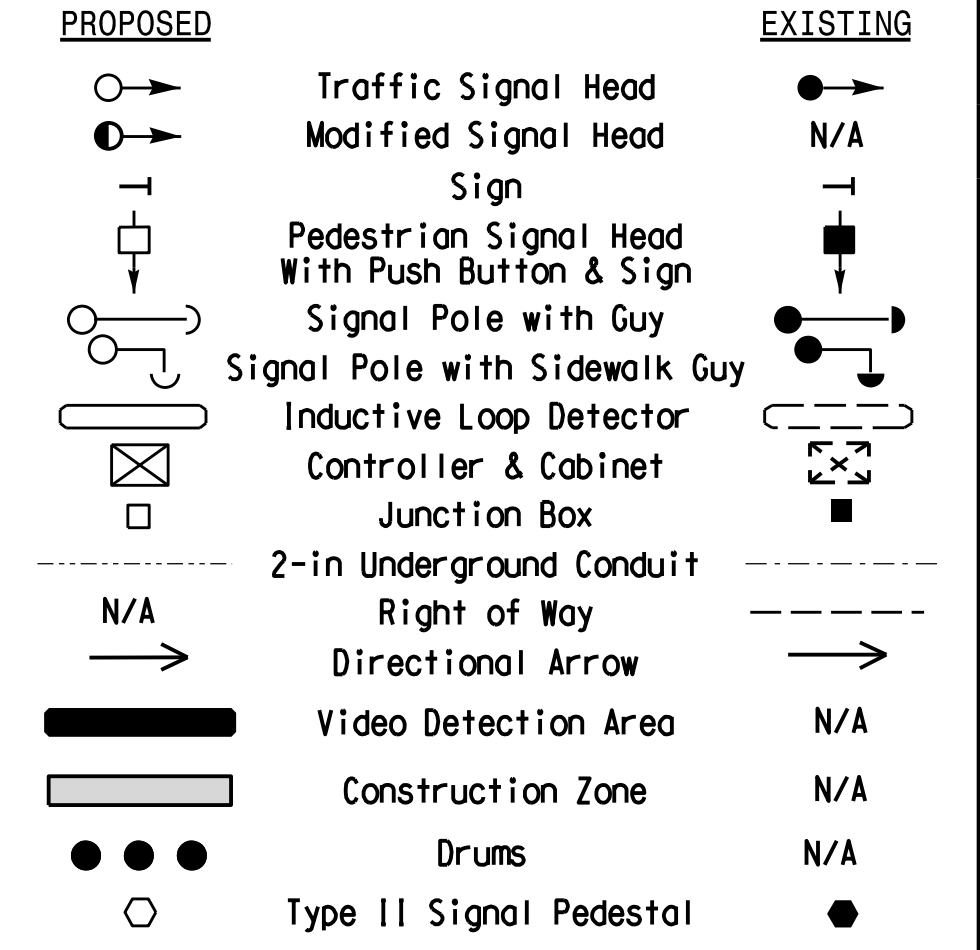 PROPOSED EXISTING
Traffic Signal Head
Modified Signal Head N/A
Sign
Pedestrian Signal Head
With Push Button & Sign
Signal Pole with Guy
Signal Pole with Sidewalk Guy
Inductive Loop Detector
Controller & Cabinet
Junction Box
2-in Underground Conduit
N/A Right of Way
Directional Arrow
Video Detection Area N/A
Construction Zone N/A
Drums N/A
Type II Signal Pedestal